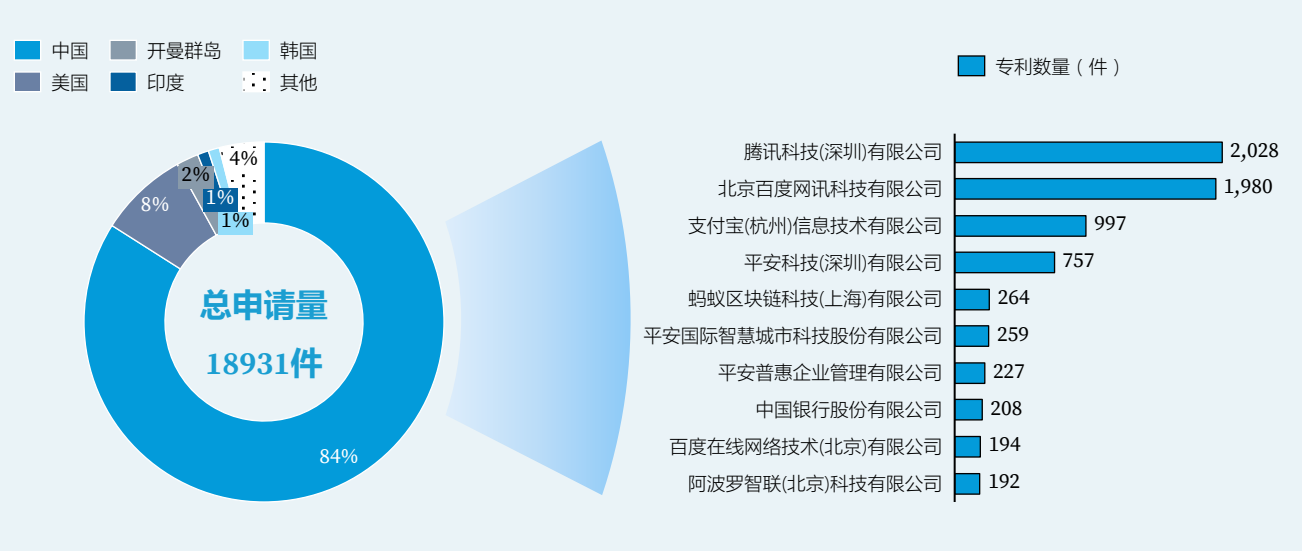 中国 开曼群岛 韩国
美国 印度 其他
专利数量（件）
4%
2%
8%
1%
1%
总申请量
18931件
84%
腾讯科技(深圳)有限公司 2,028
北京百度网讯科技有限公司 1,980
支付宝(杭州)信息技术有限公司 997
平安科技(深圳)有限公司 757
蚂蚁区块链科技(上海)有限公司 264
平安国际智慧城市科技股份有限公司 259
平安普惠企业管理有限公司 227
中国银行股份有限公司 208
百度在线网络技术(北京)有限公司 194
阿波罗智联(北京)科技有限公司 192